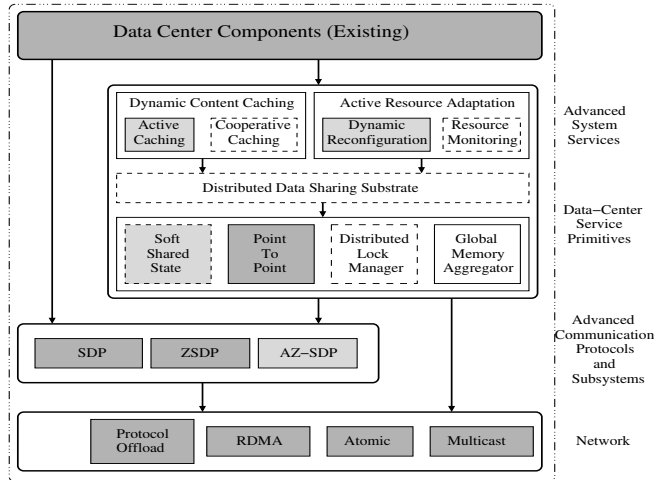 Data Center Components (Existing)
Dynamic Content Caching
Active Resource Adaptation
Active
Caching
Cooperative
Caching
Dynamic
Reconfiguration
Resource
Monitoring
Advanced
System
Services
Distributed Data Sharing Substrate
Soft
Shared
State
Point
To
Point
Distributed
Lock
Manager
Global
Memory
Aggregator
Data−Center
Service
Primitives
SDP
ZSDP
AZ−SDP
Advanced
Communication
Protocols
and
Subsystems
Protocol
Offload
RDMA
Atomic
Multicast
Network